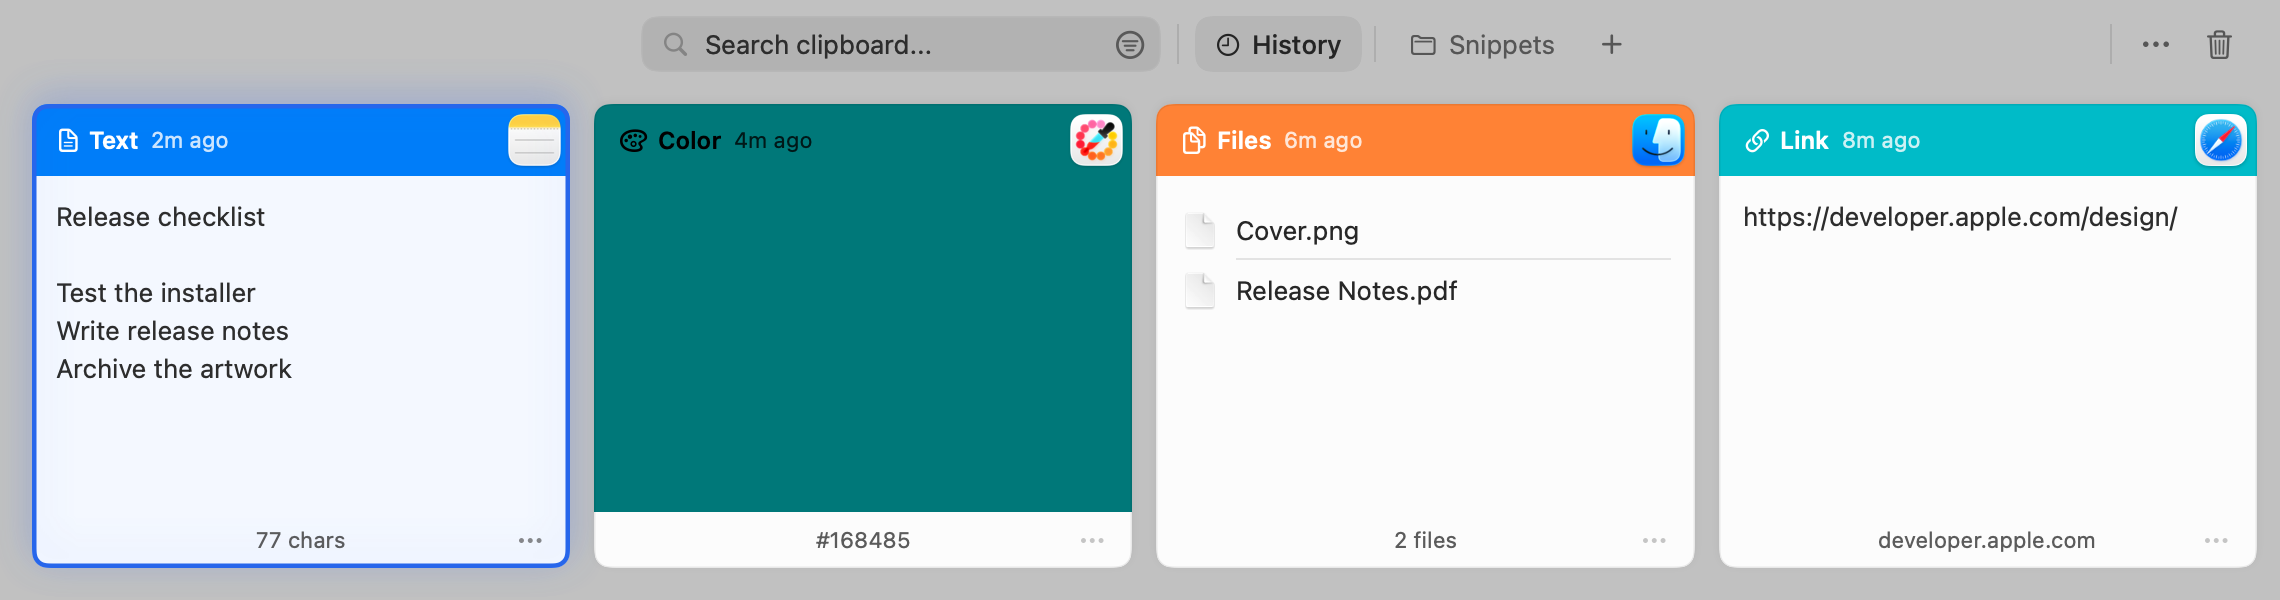 Search clipboard...
History
Snippets
Text 2m ago
Release checklist
Test the installer
Write release notes
Archive the artwork
77 chars
Color 4m ago
#168485
Files 6m ago
Cover.png
Release Notes.pdf
2 files
Link 8m ago
https://developer.apple.com/design/
developer.apple.com